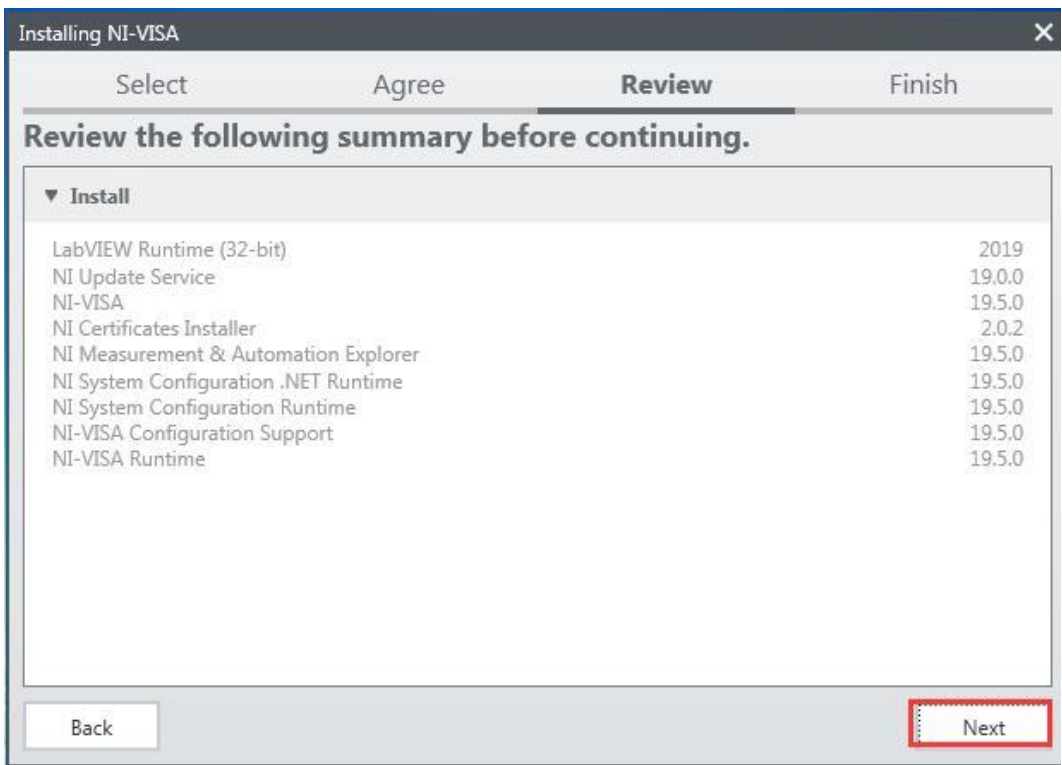 Installing NI-VISA
Select Agree Review Finish
Review the following summary before continuing.
Install
LabVIEW Runtime (32-bit) 2019
NI Update Service 19.0.0
NI-VISA 19.5.0
NI Certificates Installer 2.0.2
NI Measurement & Automation Explorer 19.5.0
NI System Configuration .NET Runtime 19.5.0
NI System Configuration Runtime 19.5.0
NI-VISA Configuration Support 19.5.0
NI-VISA Runtime 19.5.0
Back Next